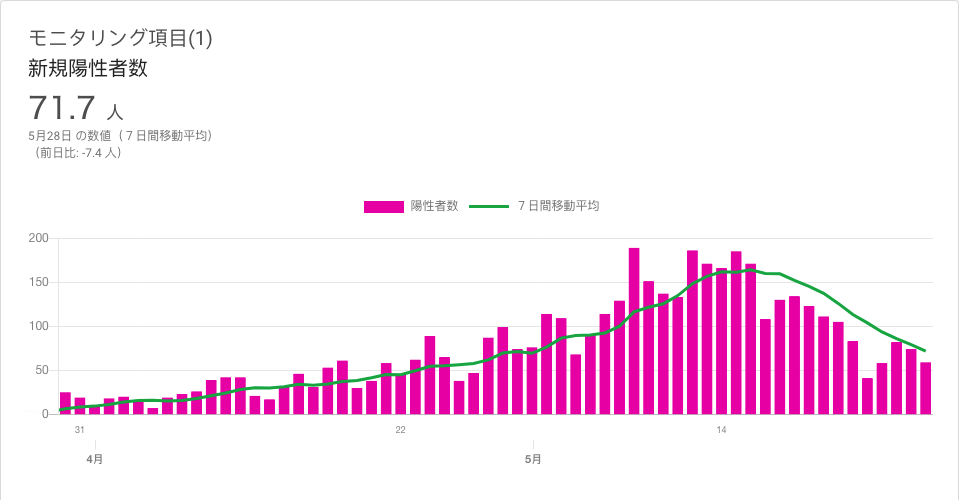 モニタリング項目(1)
新規陽性者数
71.7 人
5月28日 の数値（７日間移動平均）
（前日比: -7.4 人）
陽性者数 ７日間移動平均
200
150
100
50
0
31 22 14
4月 5月